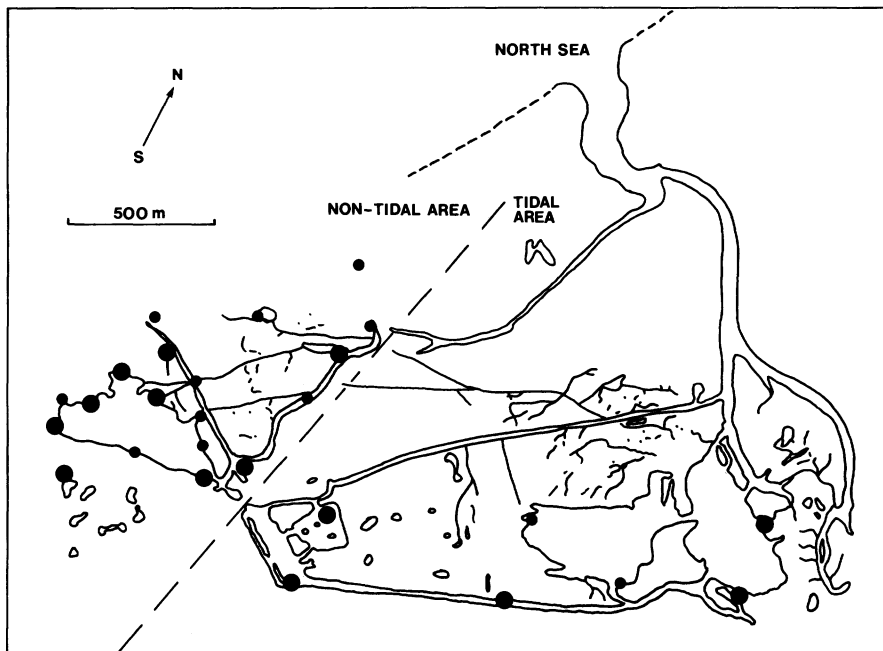 NORTH SEA
N
S
500 m
NON-TIDAL AREA
TIDAL
AREA